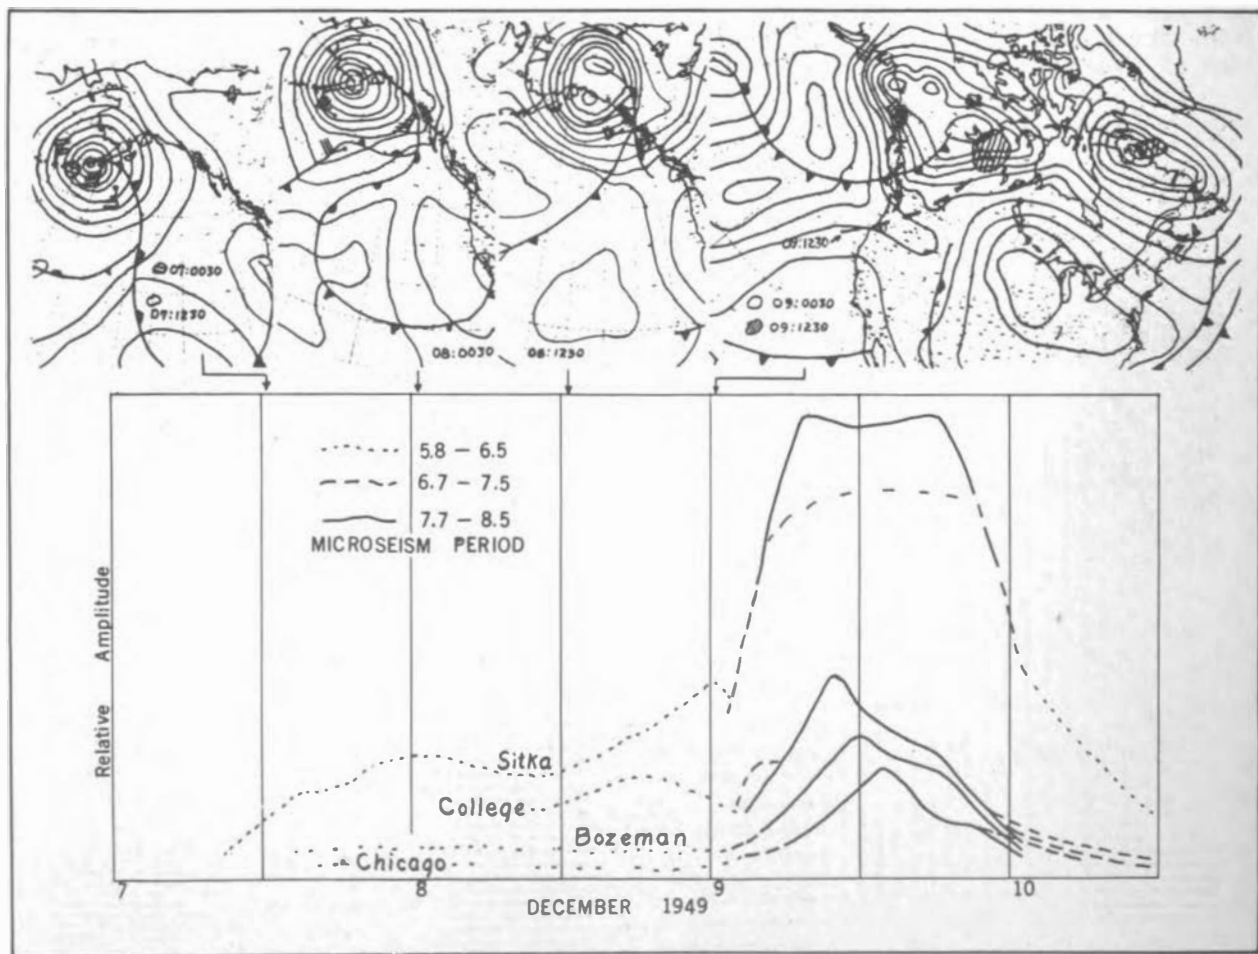 07:0030
07:1230
08:0030
08:1230
09:1230
09:0030
09:1230
5.8 – 6.5
6.7 – 7.5
7.7 – 8.5
MICROSEISM PERIOD
Relative Amplitude
Sitka
College
Bozeman
Chicago
7 8 9 10
DECEMBER 1949